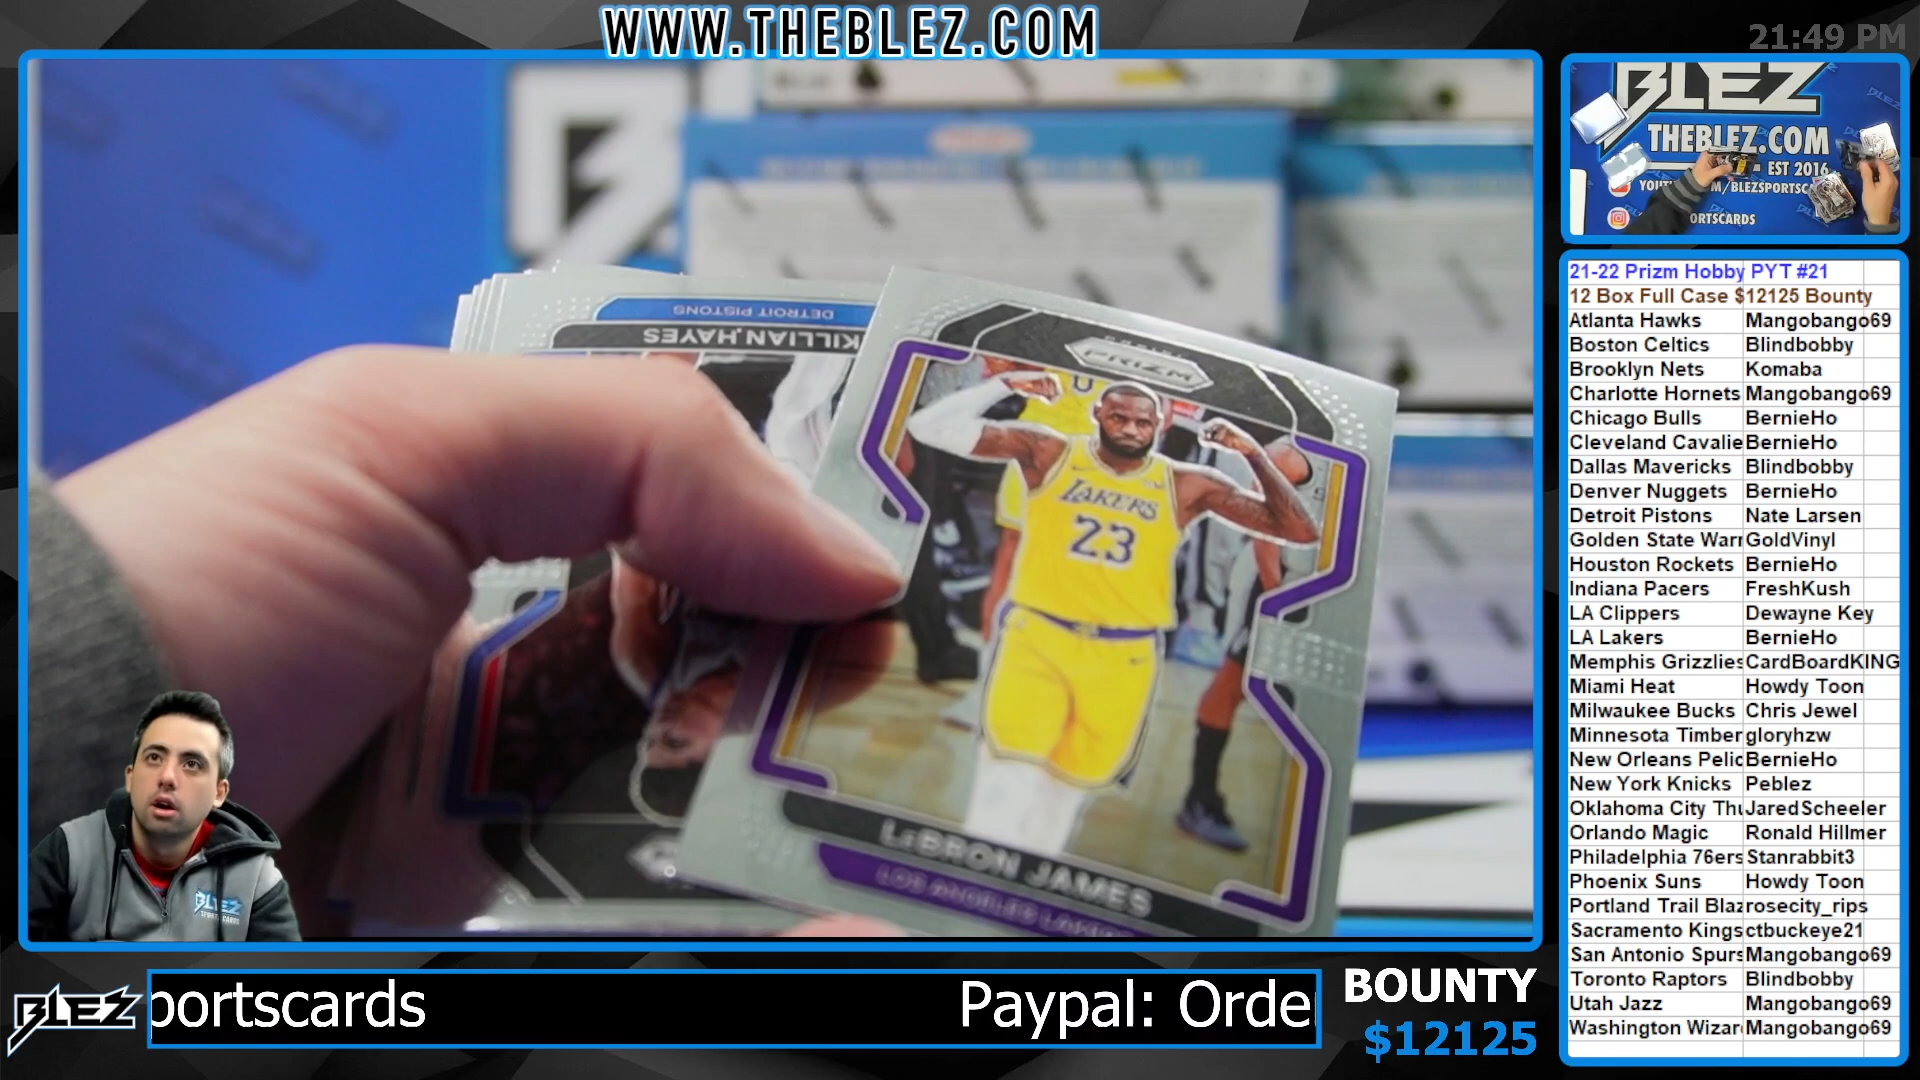 WWW.THEBLEZ.COM
21:49 PM
BLEZ
THEBLEZ.COM
EST 2016
ORTSCARDS
DETROIT PISTONS
KILLIAN HAYES
PRIZM
LAKERS
23
LEBRON JAMES
LOS ANGELES LAKERS
BLEZ
21-22 Prizm Hobby PYT #21
12 Box Full Case $12125 Bounty
Atlanta Hawks Mangobango69
Boston Celtics Blindbobby
Brooklyn Nets Komaba
Charlotte Hornets Mangobango69
Chicago Bulls BernieHo
Cleveland Cavalie BernieHo
Dallas Mavericks Blindbobby
Denver Nuggets BernieHo
Detroit Pistons Nate Larsen
Golden State Warr GoldVinyl
Houston Rockets BernieHo
Indiana Pacers FreshKush
LA Clippers Dewayne Key
LA Lakers BernieHo
Memphis Grizzlies CardBoardKING
Miami Heat Howdy Toon
Milwaukee Bucks Chris Jewel
Minnesota Timber gloryhzw
New Orleans Pelic BernieHo
New York Knicks Peblez
Oklahoma City Thu JaredScheeler
Orlando Magic Ronald Hillmer
Philadelphia 76ers Stanrabbit3
Phoenix Suns Howdy Toon
Portland Trail Blaz rosecity_rips
Sacramento Kings ctbuckeye21
San Antonio Spurs Mangobango69
Toronto Raptors Blindbobby
Utah Jazz Mangobango69
Washington Wizar Mangobango69
BLEZ
portscards Paypal: Orde
BOUNTY
$12125